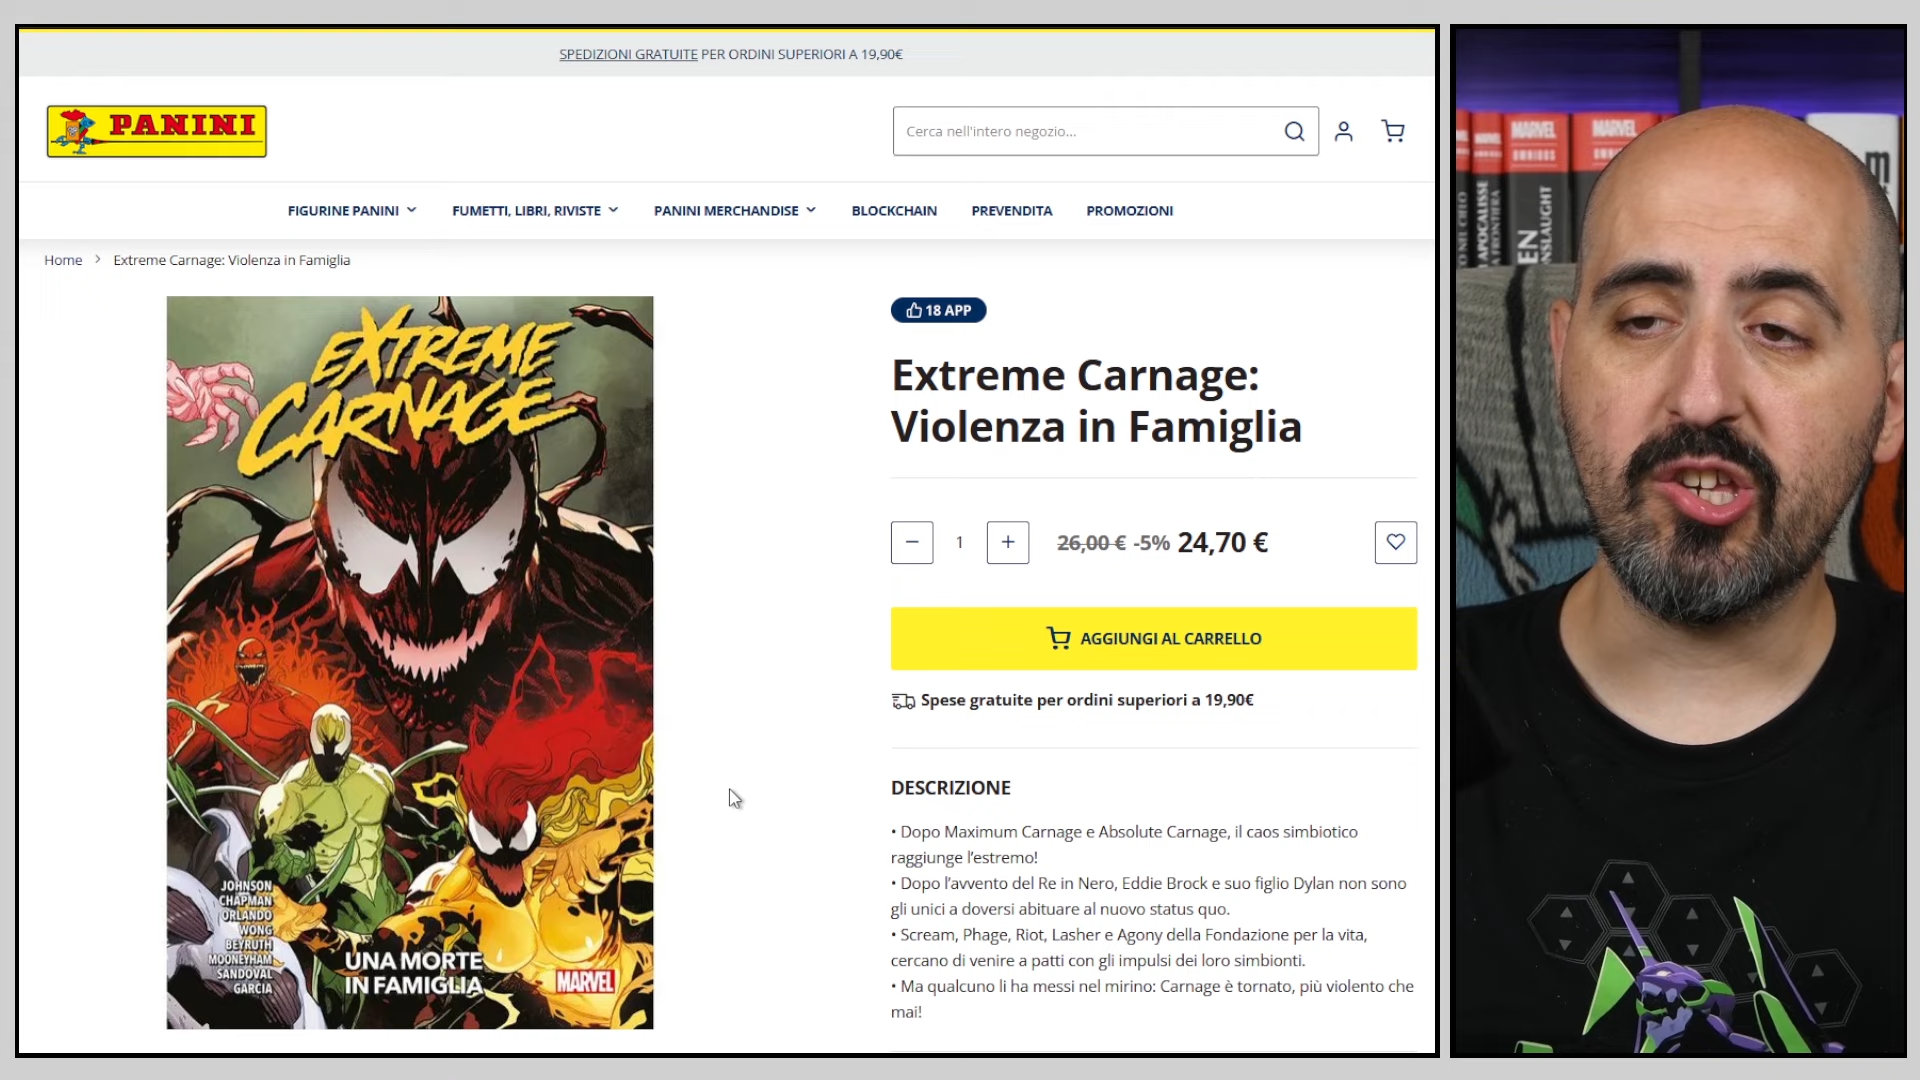 SPEDIZIONI GRATUITE PER ORDINI SUPERIORI A 19,90€
PANINI
Cerca nell'intero negozio...
FIGURINE PANINI
FUMETTI, LIBRI, RIVISTE
PANINI MERCHANDISE
BLOCKCHAIN
PREVENDITA
PROMOZIONI
Home > Extreme Carnage: Violenza in Famiglia
EXTREME
CARNAGE
JOHNSON
CHAPMAN
ORLANDO
WONG
BEYRUTH
MOONEYHAM
SANDOVAL
GARCIA
UNA MORTE
IN FAMIGLIA
MARVEL
18 APP
Extreme Carnage:
Violenza in Famiglia
1
26,00 € -5% 24,70 €
AGGIUNGI AL CARRELLO
Spese gratuite per ordini superiori a 19,90€
DESCRIZIONE
• Dopo Maximum Carnage e Absolute Carnage, il caos simbiotico
raggiunge l’estremo!
• Dopo l’avvento del Re in Nero, Eddie Brock e suo figlio Dylan non sono
gli unici a doversi abituare al nuovo status quo.
• Scream, Phage, Riot, Lasher e Agony della Fondazione per la vita,
cercano di venire a patti con gli impulsi dei loro simbionti.
• Ma qualcuno li ha messi nel mirino: Carnage è tornato, più violento che
mai!
MARVEL
OMNIBUS
MARVEL
APOCALISSE
FRONTIERA
NEL CIELO